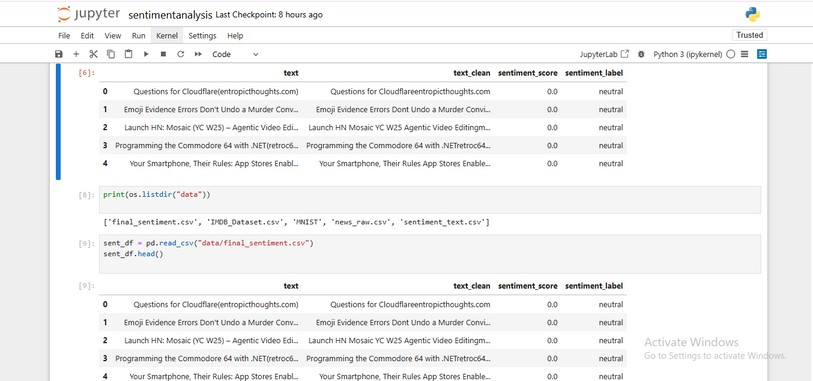 jupyter sentimentanalysis Last Checkpoint: 8 hours ago
File Edit View Run Kernel Settings Help Trusted
Code JupyterLab Python 3 (ipykernel)
[6]: text text_clean sentiment_score sentiment_label
0 Questions for Cloudflare(entropicthoughts.com) Questions for Cloudflareentropicthoughts.com 0.0 neutral
1 Emoji Evidence Errors Don't Undo a Murder Conv... Emoji Evidence Errors Dont Undo a Murder Convi... 0.0 neutral
2 Launch HN: Mosaic (YC W25) – Agentic Video Edi... Launch HN Mosaic YC W25 Agentic Video Editingm... 0.0 neutral
3 Programming the Commodore 64 with .NET(retroc6... Programming the Commodore 64 with .NETretroc64... 0.0 neutral
4 Your Smartphone, Their Rules: App Stores Enabl... Your Smartphone, Their Rules App Stores Enable... 0.0 neutral
[8]: print(os.listdir("data"))
['final_sentiment.csv', 'IMDB_Dataset.csv', 'MNIST', 'news_raw.csv', 'sentiment_text.csv']
[9]: sent_df = pd.read_csv("data/final_sentiment.csv")
sent_df.head()
[9]: text text_clean sentiment_score sentiment_label
0 Questions for Cloudflare(entropicthoughts.com) Questions for Cloudflareentropicthoughts.com 0.0 neutral
1 Emoji Evidence Errors Don't Undo a Murder Conv... Emoji Evidence Errors Dont Undo a Murder Convi... 0.0 neutral
2 Launch HN: Mosaic (YC W25) – Agentic Video Edi... Launch HN Mosaic YC W25 Agentic Video Editingm... 0.0 neutral
3 Programming the Commodore 64 with .NET(retroc6... Programming the Commodore 64 with .NETretroc64... 0.0 neutral
4 Your Smartphone, Their Rules: App Stores Enabl... Your Smartphone, Their Rules App Stores Enable... 0.0 neutral
Activate Windows
Go to Settings to activate Windows.